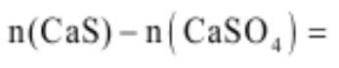 n(CaS) – n(CaSO₄) =